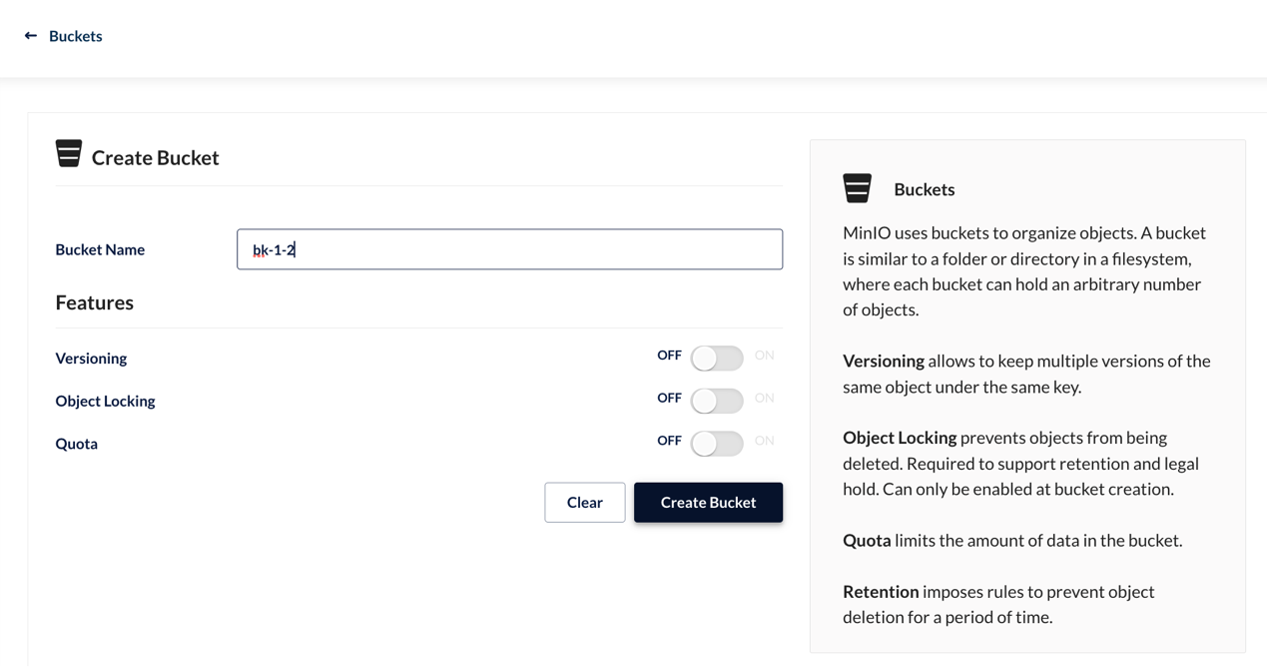 ← Buckets
Create Bucket
Bucket Name
bk-1-2
Features
Versioning
OFF ON
Object Locking
OFF ON
Quota
OFF ON
Clear
Create Bucket
Buckets
MinIO uses buckets to organize objects. A bucket
is similar to a folder or directory in a filesystem,
where each bucket can hold an arbitrary number
of objects.
Versioning allows to keep multiple versions of the
same object under the same key.
Object Locking prevents objects from being
deleted. Required to support retention and legal
hold. Can only be enabled at bucket creation.
Quota limits the amount of data in the bucket.
Retention imposes rules to prevent object
deletion for a period of time.